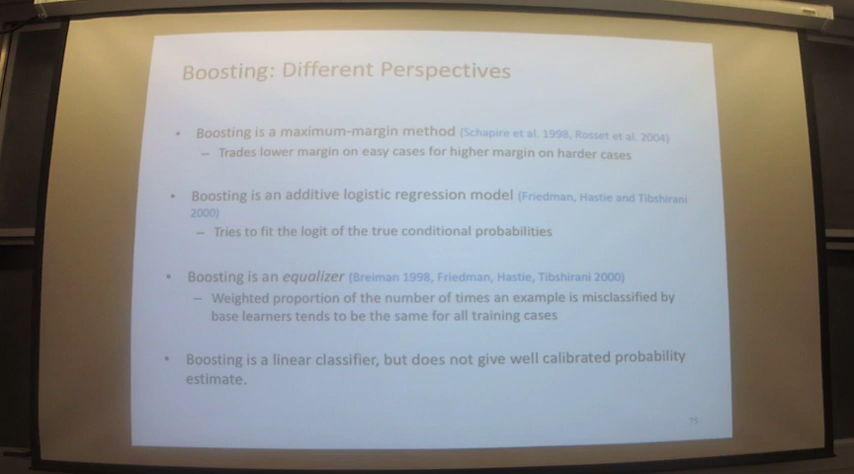 Boosting: Different Perspectives
• Boosting is a maximum-margin method (Schapire et al. 1998, Rosset et al. 2004)
– Trades lower margin on easy cases for higher margin on harder cases
• Boosting is an additive logistic regression model (Friedman, Hastie and Tibshirani
2000)
– Tries to fit the logit of the true conditional probabilities
• Boosting is an equalizer (Breiman 1998, Friedman, Hastie, Tibshirani 2000)
– Weighted proportion of the number of times an example is misclassified by
base learners tends to be the same for all training cases
• Boosting is a linear classifier, but does not give well calibrated probability
estimate.
75